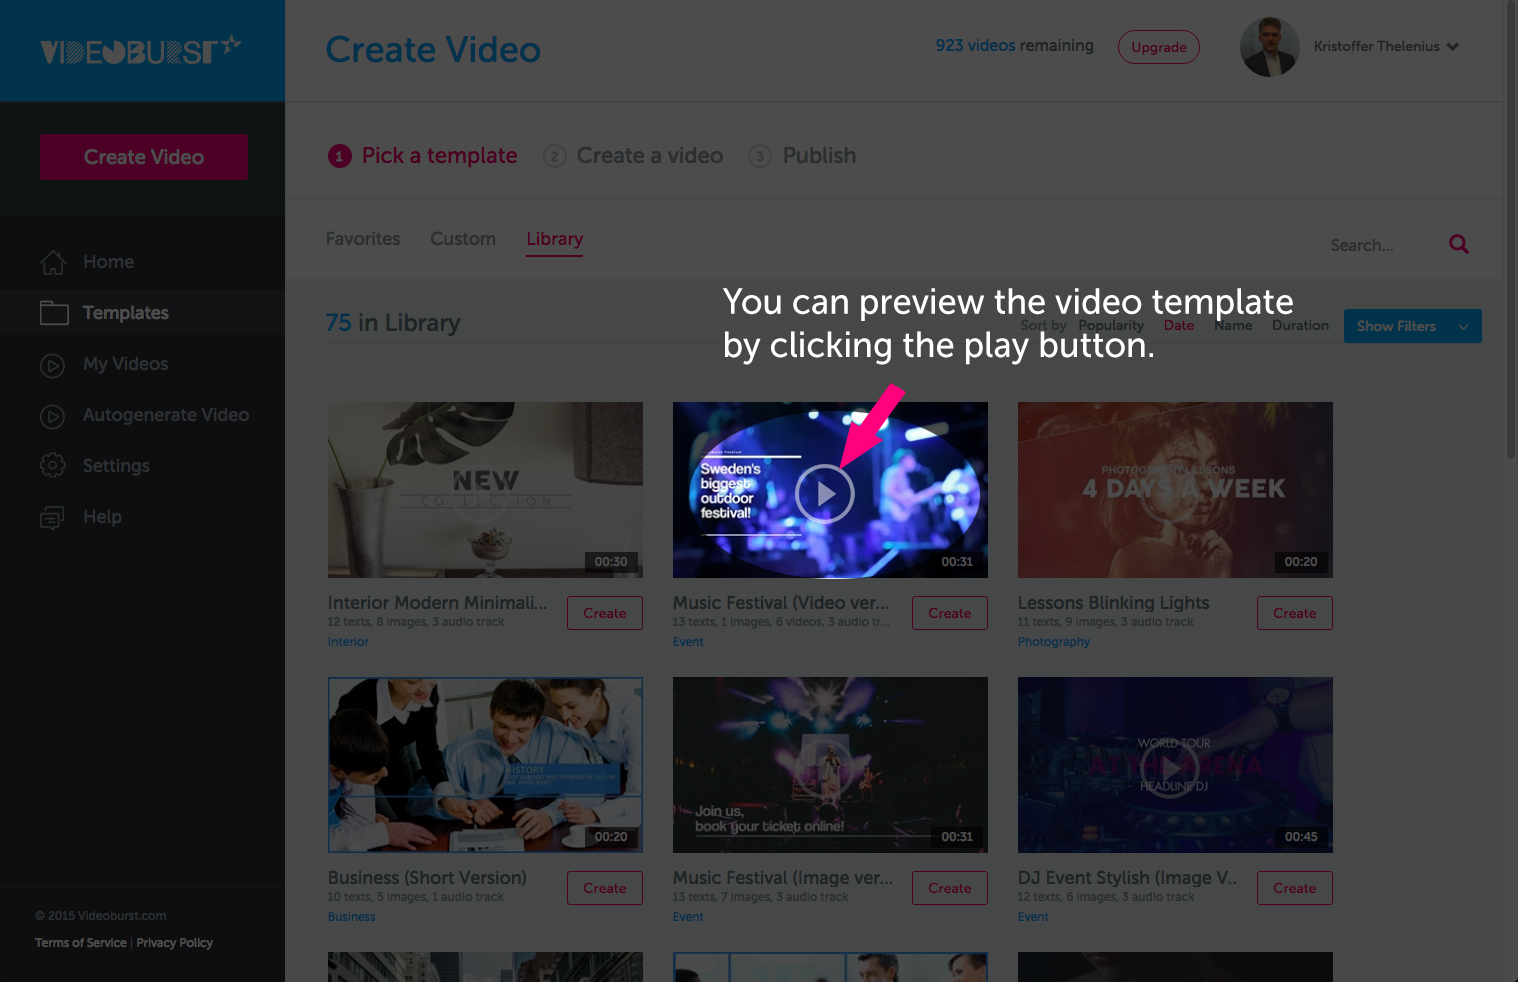 VIDEOBURST
Create Video
923 videos remaining
Upgrade
Kristoffer Thelenius
Create Video
1 Pick a template
2 Create a video
3 Publish
Favorites
Custom
Library
Search...
Home
Templates
My Videos
Autogenerate Video
Settings
Help
© 2015 Videoburst.com
Terms of Service | Privacy Policy
You can preview the video template
by clicking the play button.
75 in Library
Sort by Popularity Date Name Duration
Show Filters
NEW
COLLECTION
00:30
Sweden's
biggest
outdoor
festival!
00:31
PHOTOGRAPHY LESSONS
4 DAYS A WEEK
00:20
Interior Modern Minimali...
12 texts, 8 images, 3 audio track
Interior
Create
Music Festival (Video ver...
13 texts, 1 images, 6 videos, 3 audio tr...
Event
Create
Lessons Blinking Lights
11 texts, 9 images, 3 audio track
Photography
Create
HISTORY
00:20
Join us,
book your ticket online!
00:31
WORLD TOUR
AT THE ARENA
HEADLINE DJ
00:45
Business (Short Version)
10 texts, 5 images, 1 audio track
Business
Create
Music Festival (Image ver...
13 texts, 7 images, 3 audio track
Event
Create
DJ Event Stylish (Image V...
12 texts, 6 images, 3 audio track
Event
Create